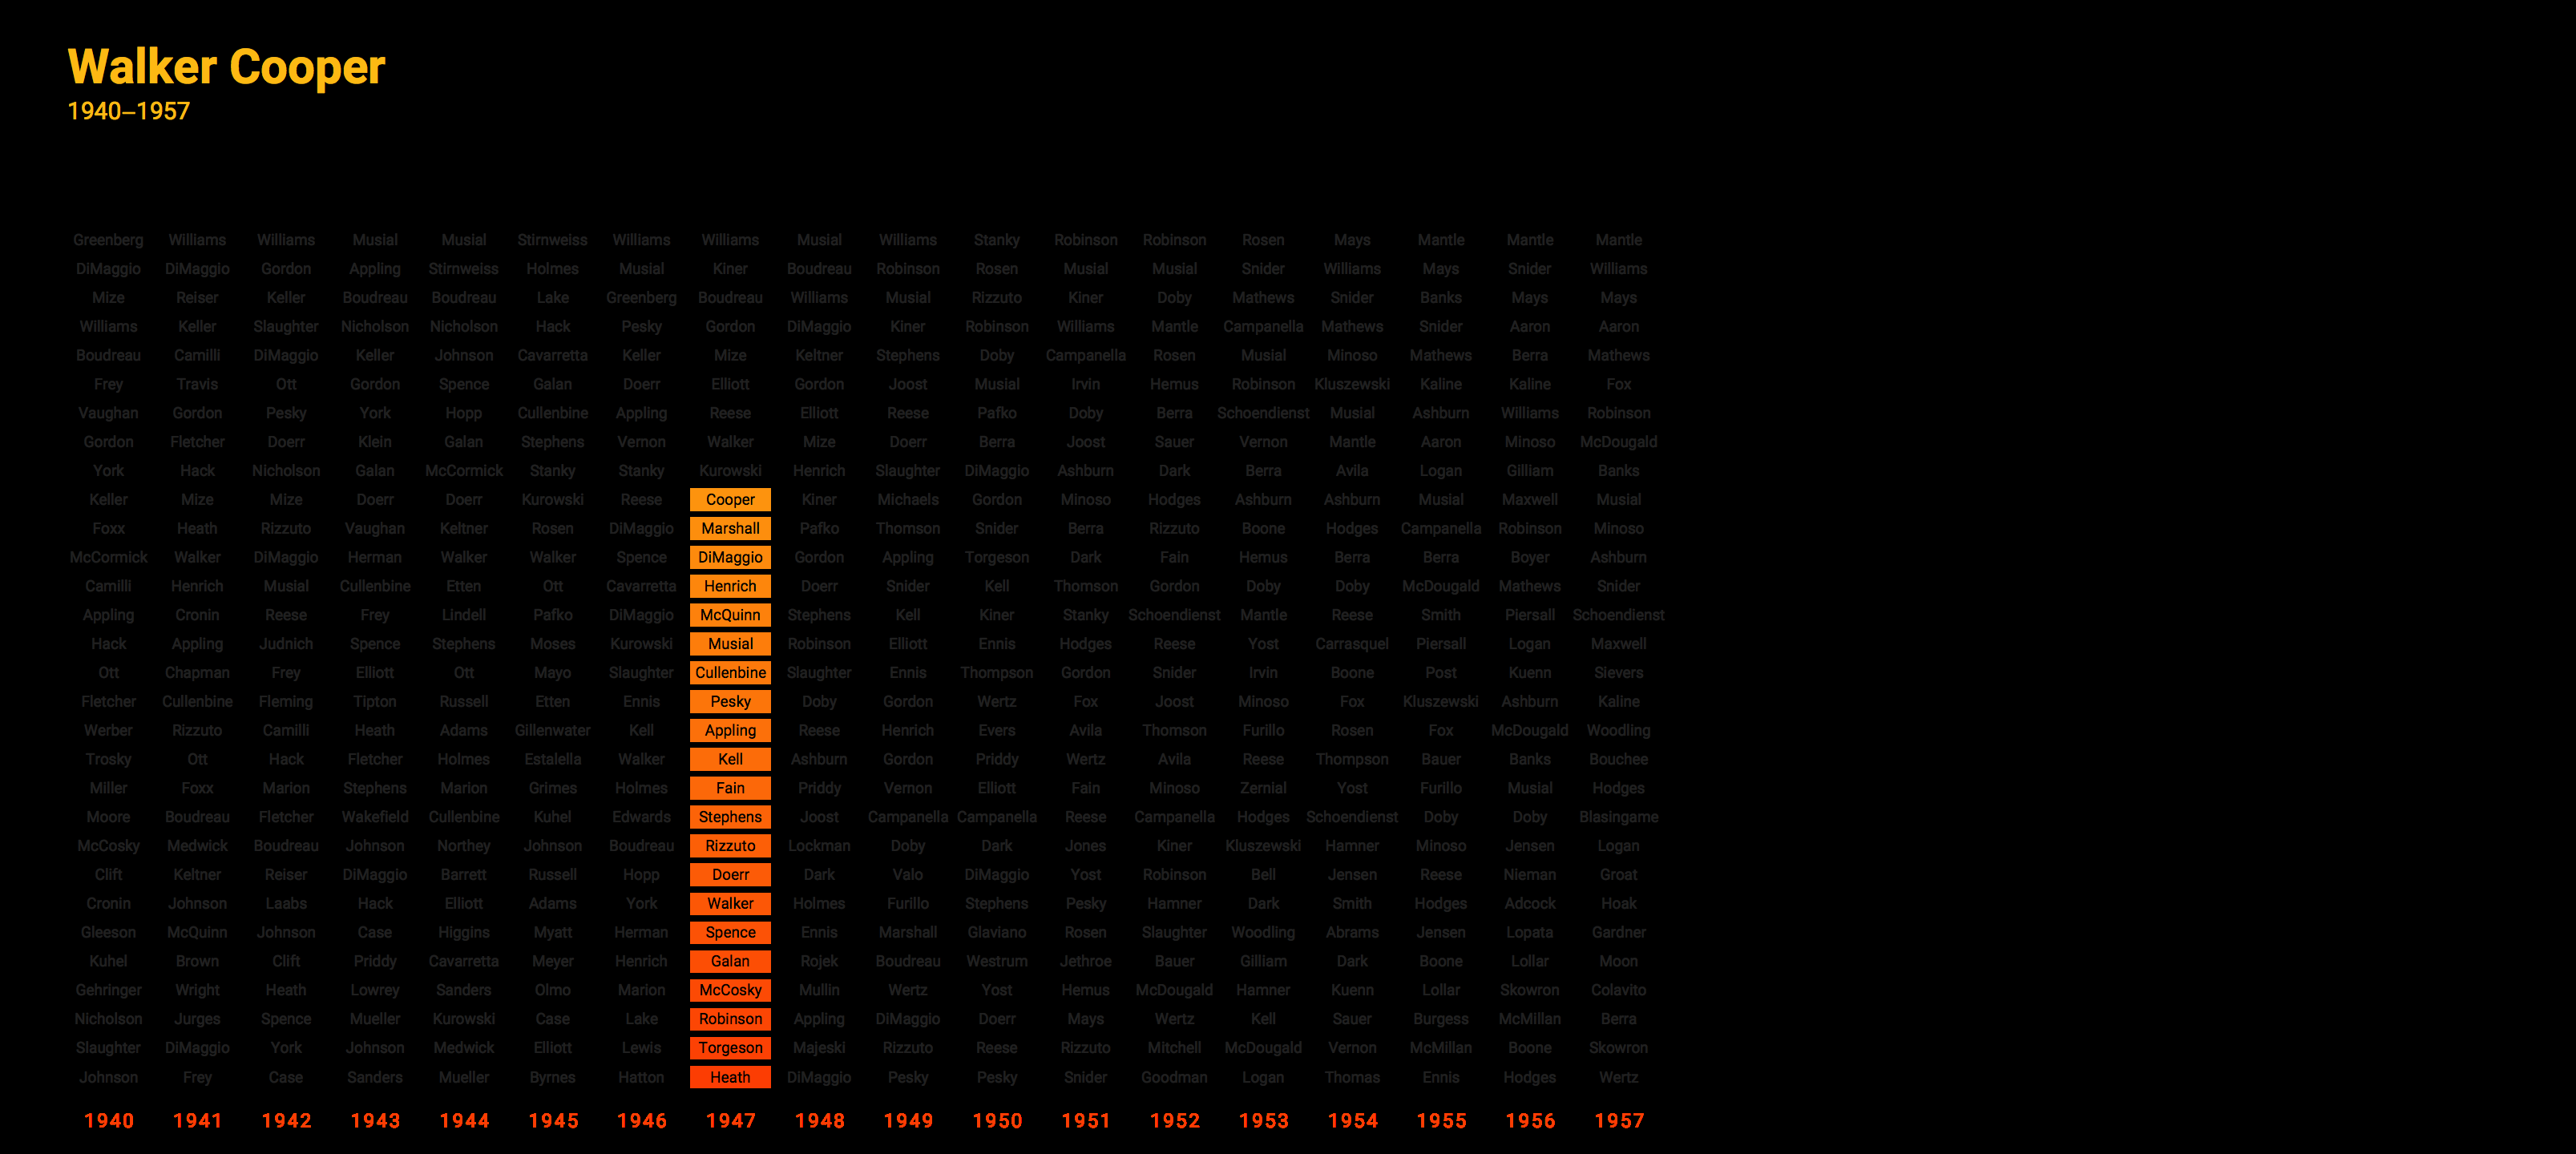 Walker Cooper
1940–1957
Greenberg Williams Williams Musial Musial Stirnweiss Williams Williams Musial Williams Stanky Robinson Robinson Rosen Mays Mantle Mantle Mantle
DiMaggio DiMaggio Gordon Appling Stirnweiss Holmes Musial Kiner Boudreau Robinson Rosen Musial Musial Snider Williams Mays Snider Williams
Mize Reiser Keller Boudreau Boudreau Lake Greenberg Boudreau Williams Musial Rizzuto Kiner Doby Mathews Snider Banks Mays Mays
Williams Keller Slaughter Nicholson Nicholson Hack Pesky Gordon DiMaggio Kiner Robinson Williams Mantle Campanella Mathews Snider Aaron Aaron
Boudreau Camilli DiMaggio Keller Johnson Cavarretta Keller Mize Keltner Stephens Doby Campanella Rosen Musial Minoso Mathews Berra Mathews
Frey Travis Ott Gordon Spence Galan Doerr Elliott Gordon Joost Musial Irvin Hemus Robinson Kluszewski Kaline Kaline Fox
Vaughan Gordon Pesky York Hopp Cullenbine Appling Reese Elliott Reese Pafko Doby Berra Schoendienst Musial Ashburn Williams Robinson
Gordon Fletcher Doerr Klein Galan Stephens Vernon Walker Mize Doerr Berra Joost Sauer Vernon Mantle Aaron Minoso McDougald
York Hack Nicholson Galan McCormick Stanky Stanky Kurowski Henrich Slaughter DiMaggio Ashburn Dark Berra Avila Logan Gilliam Banks
Keller Mize Mize Doerr Doerr Kurowski Reese Cooper Kiner Michaels Gordon Minoso Hodges Ashburn Ashburn Musial Maxwell Musial
Foxx Heath Rizzuto Vaughan Keltner Rosen DiMaggio Marshall Pafko Thomson Snider Berra Rizzuto Boone Hodges Campanella Robinson Minoso
McCormick Walker DiMaggio Herman Walker Walker Spence DiMaggio Gordon Appling Torgeson Dark Fain Hemus Berra Berra Boyer Ashburn
Camilli Henrich Musial Cullenbine Etten Ott Cavarretta Henrich Doerr Snider Kell Thomson Gordon Doby Doby McDougald Mathews Snider
Appling Cronin Reese Frey Lindell Pafko DiMaggio McQuinn Stephens Kell Kiner Stanky Schoendienst Mantle Reese Smith Piersall Schoendienst
Hack Appling Judnich Spence Stephens Moses Kurowski Musial Robinson Elliott Ennis Hodges Reese Yost Carrasquel Piersall Logan Maxwell
Ott Chapman Frey Elliott Ott Mayo Slaughter Cullenbine Slaughter Ennis Thompson Gordon Snider Irvin Boone Post Kuenn Sievers
Fletcher Cullenbine Fleming Tipton Russell Etten Ennis Pesky Doby Gordon Wertz Fox Joost Minoso Fox Kluszewski Ashburn Kaline
Werber Rizzuto Camilli Heath Adams Gillenwater Kell Appling Reese Henrich Evers Avila Thomson Furillo Rosen Fox McDougald Woodling
Trosky Ott Hack Fletcher Holmes Estalella Walker Kell Ashburn Gordon Priddy Wertz Avila Reese Thompson Bauer Banks Bouchee
Miller Foxx Marion Stephens Marion Grimes Holmes Fain Priddy Vernon Elliott Fain Minoso Zernial Yost Furillo Musial Hodges
Moore Boudreau Fletcher Wakefield Cullenbine Kuhel Edwards Stephens Joost Campanella Campanella Reese Campanella Hodges Schoendienst Doby Doby Blasingame
McCosky Medwick Boudreau Johnson Northey Johnson Boudreau Rizzuto Lockman Doby Dark Jones Kiner Kluszewski Hamner Minoso Jensen Logan
Clift Keltner Reiser DiMaggio Barrett Russell Hopp Doerr Dark Valo DiMaggio Yost Robinson Bell Jensen Reese Nieman Groat
Cronin Johnson Laabs Hack Elliott Adams York Walker Holmes Furillo Stephens Pesky Hamner Dark Smith Hodges Adcock Hoak
Gleeson McQuinn Johnson Case Higgins Myatt Herman Spence Ennis Marshall Glaviano Rosen Slaughter Woodling Abrams Jensen Lopata Gardner
Kuhel Brown Clift Priddy Cavarretta Meyer Henrich Galan Rojek Boudreau Westrum Jethroe Bauer Gilliam Dark Boone Lollar Moon
Gehringer Wright Heath Lowrey Sanders Olmo Marion McCosky Mullin Wertz Yost Hemus McDougald Hamner Kuenn Lollar Skowron Colavito
Nicholson Jurges Spence Mueller Kurowski Case Lake Robinson Appling DiMaggio Doerr Mays Wertz Kell Sauer Burgess McMillan Berra
Slaughter DiMaggio York Johnson Medwick Elliott Lewis Torgeson Majeski Rizzuto Reese Rizzuto Mitchell McDougald Vernon McMillan Boone Skowron
Johnson Frey Case Sanders Mueller Byrnes Hatton Heath DiMaggio Pesky Pesky Snider Goodman Logan Thomas Ennis Hodges Wertz
1940 1941 1942 1943 1944 1945 1946 1947 1948 1949 1950 1951 1952 1953 1954 1955 1956 1957